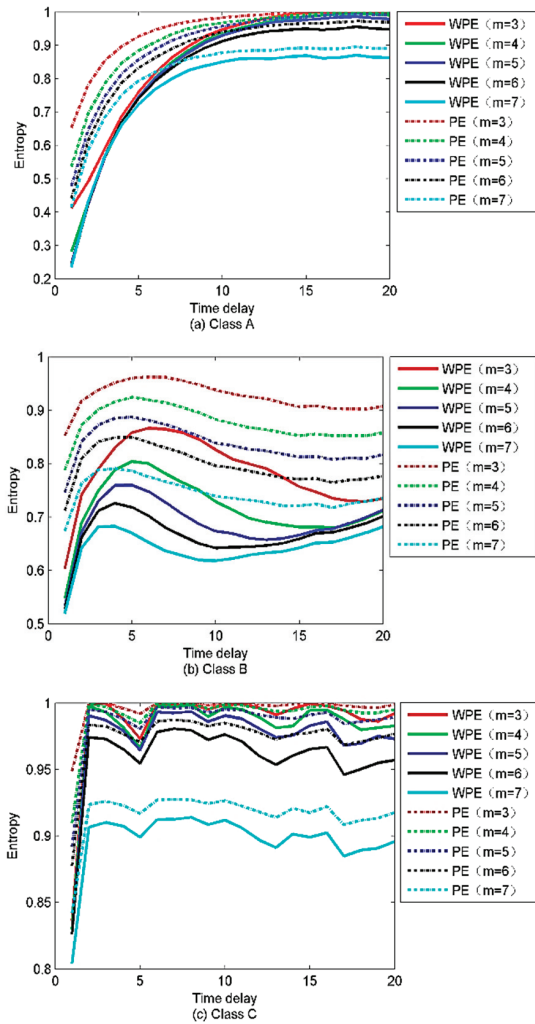 1
0.9
0.8
0.7
0.6
0.5
0.4
0.3
0.2
Entropy
0 5 10 15 20
Time delay
(a) Class A
WPE（m=3）
WPE（m=4）
WPE（m=5）
WPE（m=6）
WPE（m=7）
PE（m=3）
PE（m=4）
PE（m=5）
PE（m=6）
PE（m=7）
1
0.9
0.8
0.7
0.6
0.5
Entropy
0 5 10 15 20
Time delay
(b) Class B
WPE（m=3）
WPE（m=4）
WPE（m=5）
WPE（m=6）
WPE（m=7）
PE（m=3）
PE（m=4）
PE（m=5）
PE（m=6）
PE（m=7）
1
0.95
0.9
0.85
0.8
Entropy
0 5 10 15 20
Time delay
(c) Class C
WPE（m=3）
WPE（m=4）
WPE（m=5）
WPE（m=6）
WPE（m=7）
PE（m=3）
PE（m=4）
PE（m=5）
PE（m=6）
PE（m=7）